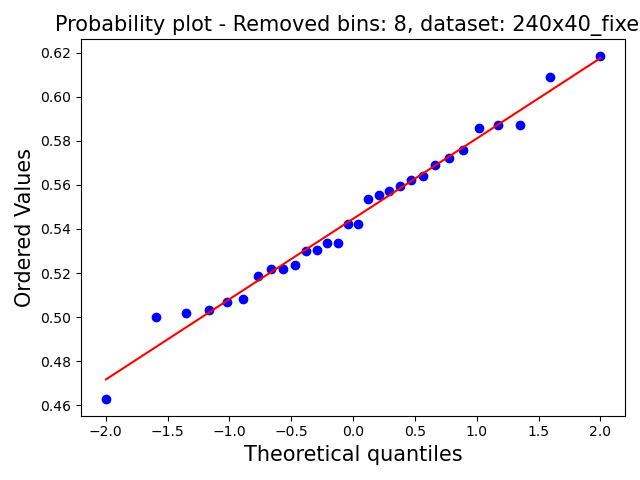 Probability plot - Removed bins: 8, dataset: 240x40_fixe
Ordered Values
0.62
0.60
0.58
0.56
0.54
0.52
0.50
0.48
0.46
−2.0 −1.5 −1.0 −0.5 0.0 0.5 1.0 1.5 2.0
Theoretical quantiles